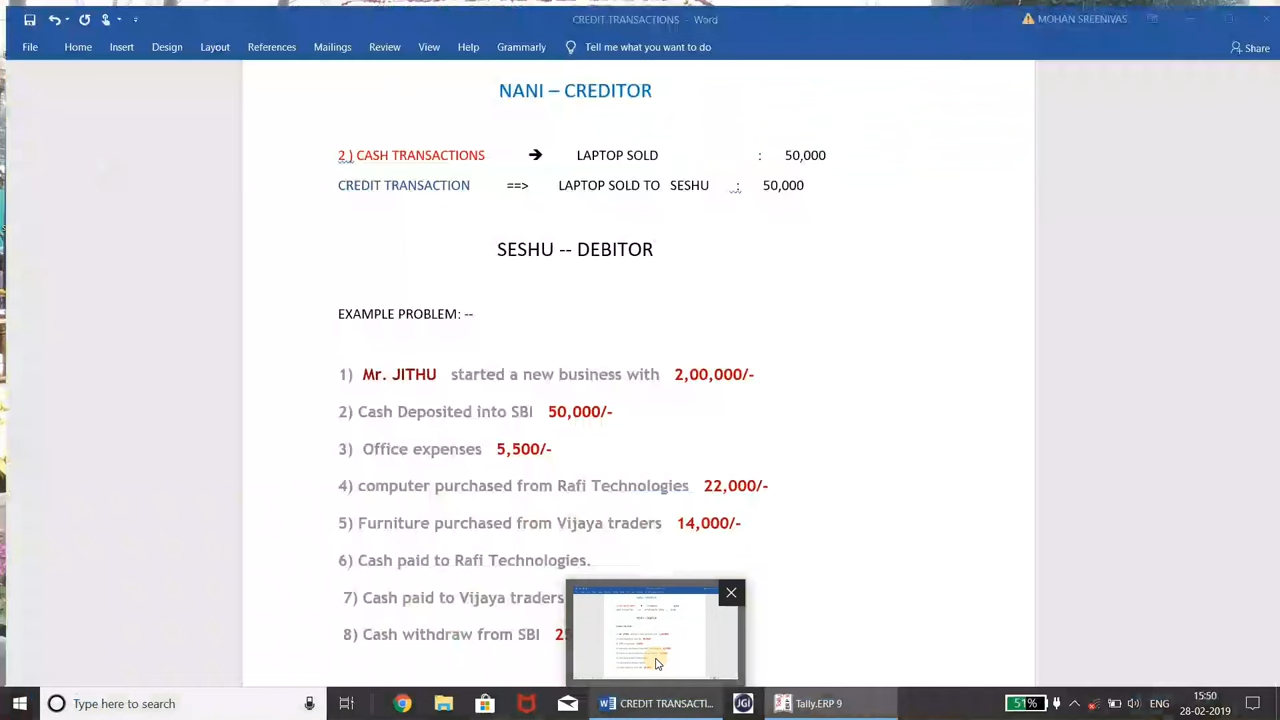 CREDIT TRANSACTIONS - Word
MOHAN SREENIVAS
File Home Insert Design Layout References Mailings Review View Help Grammarly Tell me what you want to do Share
NANI – CREDITOR
2 ) CASH TRANSACTIONS ➔ LAPTOP SOLD : 50,000
CREDIT TRANSACTION ==> LAPTOP SOLD TO SESHU : 50,000
SESHU -- DEBITOR
EXAMPLE PROBLEM: --
1) Mr. JITHU started a new business with 2,00,000/-
2) Cash Deposited into SBI 50,000/-
3) Office expenses 5,500/-
4) computer purchased from Rafi Technologies 22,000/-
5) Furniture purchased from Vijaya traders 14,000/-
6) Cash paid to Rafi Technologies.
7) Cash paid to Vijaya traders
8) Cash withdraw from SBI
Type here to search
CREDIT TRANSACTI...
JGI
Tally.ERP 9
51%
ENG
15:50
28-02-2019